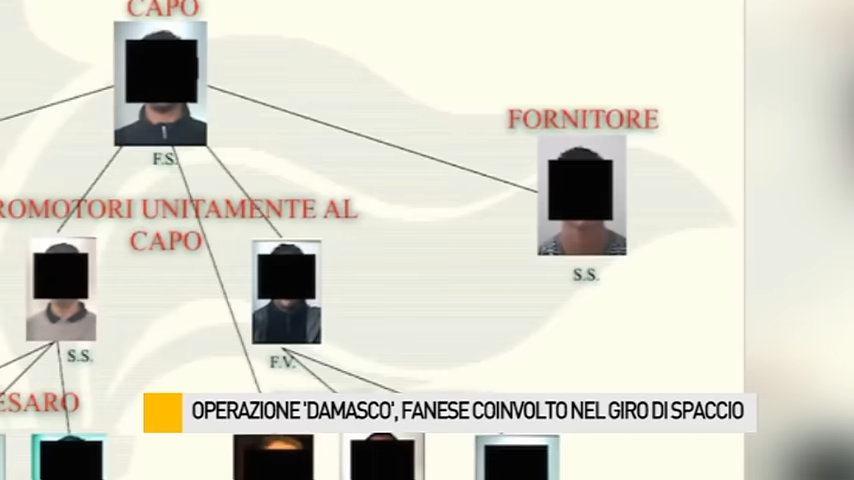 CAPO
F.S.
FORNITORE
S.S.
ROMOTORI UNITAMENTE AL
CAPO
S.S.
F.V.
ESARO
OPERAZIONE 'DAMASCO', FANESE COINVOLTO NEL GIRO DI SPACCIO